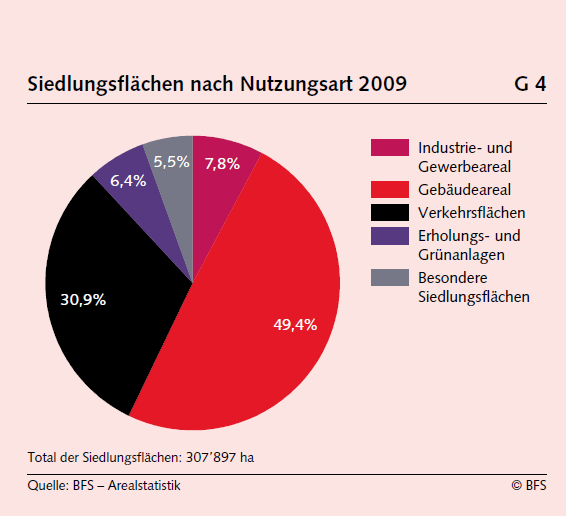 Siedlungsflächen nach Nutzungsart 2009 G 4
5,5%
7,8%
6,4%
30,9%
49,4%
Industrie- und
Gewerbeareal
Gebäudeareal
Verkehrsflächen
Erholungs- und
Grünanlagen
Besondere
Siedlungsflächen
Total der Siedlungsflächen: 307’897 ha
Quelle: BFS – Arealstatistik © BFS